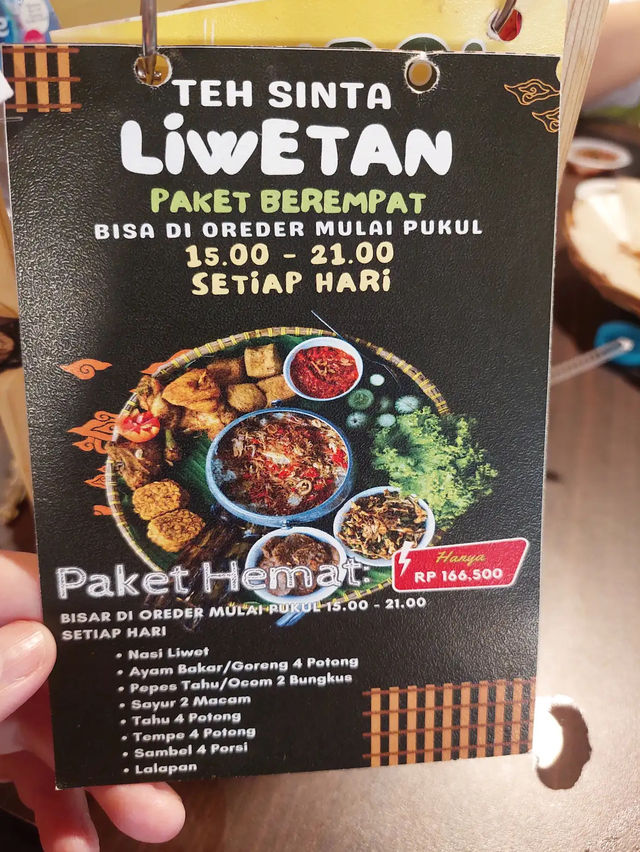 TEH SINTA
LiWETAN
PAKET BEREMPAT
BISA DI OREDER MULAI PUKUL
15.00 - 21.00
SETIAP HARI
Paket Hemat:
Hanya
RP 166.500
BISAR DI OREDER MULAI PUKUL 15.00 - 21.00
SETIAP HARI
• Nasi Liwet
• Ayam Bakar/Goreng 4 Potong
• Pepes Tahu/Ocom 2 Bungkus
• Sayur 2 Macam
• Tahu 4 Potong
• Tempe 4 Potong
• Sambel 4 Porsi
• Lalapan